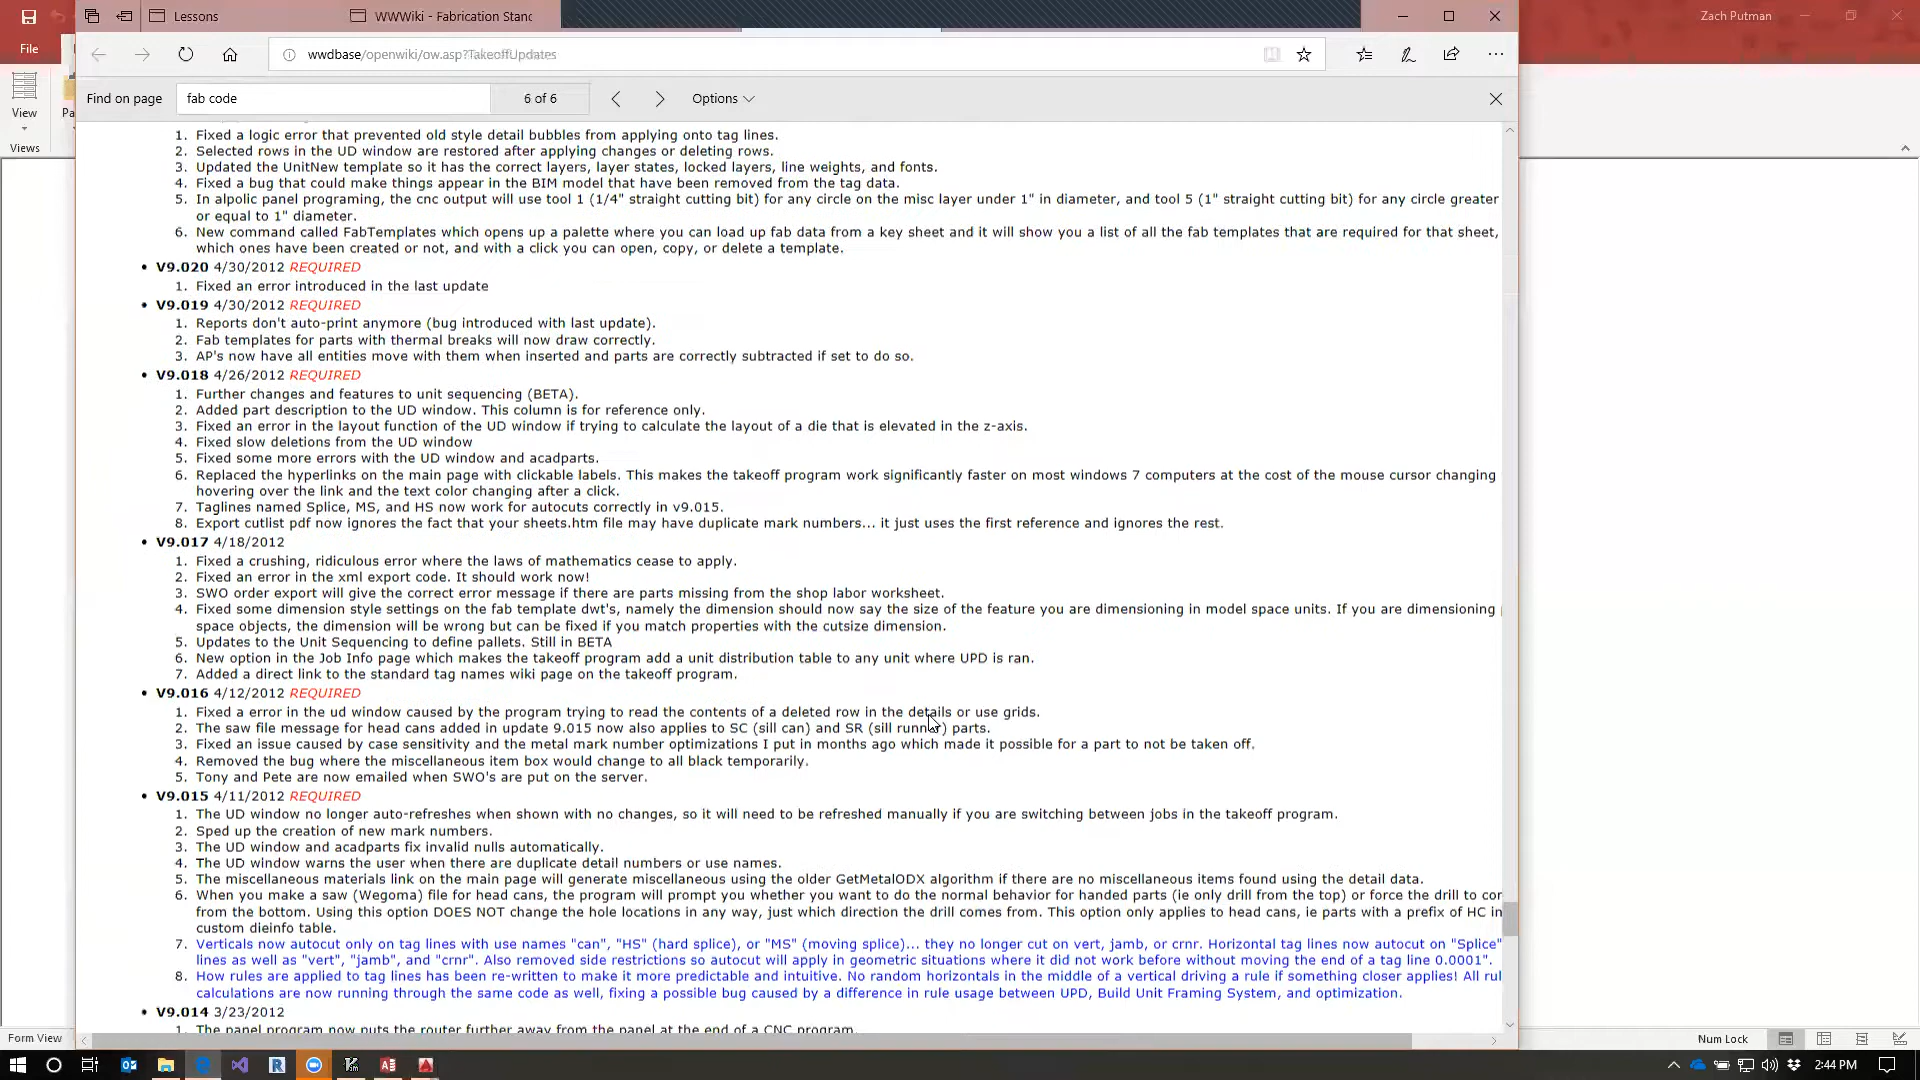 Lessons
WWWiki - Fabrication Stanc
Zach Putman
File
wwdbase/openwiki/ow.asp?TakeoffUpdates
View
Pa
Find on page
fab code
6 of 6
Options
Views
1. Fixed a logic error that prevented old style detail bubbles from applying onto tag lines.
2. Selected rows in the UD window are restored after applying changes or deleting rows.
3. Updated the UnitNew template so it has the correct layers, layer states, locked layers, line weights, and fonts.
4. Fixed a bug that could make things appear in the BIM model that have been removed from the tag data.
5. In alpolic panel programing, the cnc output will use tool 1 (1/4" straight cutting bit) for any circle on the misc layer under 1" in diameter, and tool 5 (1" straight cutting bit) for any circle greater
or equal to 1" diameter.
6. New command called FabTemplates which opens up a palette where you can load up fab data from a key sheet and it will show you a list of all the fab templates that are required for that sheet,
which ones have been created or not, and with a click you can open, copy, or delete a template.
• V9.020 4/30/2012 REQUIRED
1. Fixed an error introduced in the last update
• V9.019 4/30/2012 REQUIRED
1. Reports don't auto-print anymore (bug introduced with last update).
2. Fab templates for parts with thermal breaks will now draw correctly.
3. AP's now have all entities move with them when inserted and parts are correctly subtracted if set to do so.
• V9.018 4/26/2012 REQUIRED
1. Further changes and features to unit sequencing (BETA).
2. Added part description to the UD window. This column is for reference only.
3. Fixed an error in the layout function of the UD window if trying to calculate the layout of a die that is elevated in the z-axis.
4. Fixed slow deletions from the UD window
5. Fixed some more errors with the UD window and acadparts.
6. Replaced the hyperlinks on the main page with clickable labels. This makes the takeoff program work significantly faster on most windows 7 computers at the cost of the mouse cursor changing
hovering over the link and the text color changing after a click.
7. Taglines named Splice, MS, and HS now work for autocuts correctly in v9.015.
8. Export cutlist pdf now ignores the fact that your sheets.htm file may have duplicate mark numbers... it just uses the first reference and ignores the rest.
• V9.017 4/18/2012
1. Fixed a crushing, ridiculous error where the laws of mathematics cease to apply.
2. Fixed an error in the xml export code. It should work now!
3. SWO order export will give the correct error message if there are parts missing from the shop labor worksheet.
4. Fixed some dimension style settings on the fab template dwt's, namely the dimension should now say the size of the feature you are dimensioning in model space units. If you are dimensioning
space objects, the dimension will be wrong but can be fixed if you match properties with the cutsize dimension.
5. Updates to the Unit Sequencing to define pallets. Still in BETA
6. New option in the Job Info page which makes the takeoff program add a unit distribution table to any unit where UPD is ran.
7. Added a direct link to the standard tag names wiki page on the takeoff program.
• V9.016 4/12/2012 REQUIRED
1. Fixed a error in the ud window caused by the program trying to read the contents of a deleted row in the details or use grids.
2. The saw file message for head cans added in update 9.015 now also applies to SC (sill can) and SR (sill runner) parts.
3. Fixed an issue caused by case sensitivity and the metal mark number optimizations I put in months ago which made it possible for a part to not be taken off.
4. Removed the bug where the miscellaneous item box would change to all black temporarily.
5. Tony and Pete are now emailed when SWO's are put on the server.
• V9.015 4/11/2012 REQUIRED
1. The UD window no longer auto-refreshes when shown with no changes, so it will need to be refreshed manually if you are switching between jobs in the takeoff program.
2. Sped up the creation of new mark numbers.
3. The UD window and acadparts fix invalid nulls automatically.
4. The UD window warns the user when there are duplicate detail numbers or use names.
5. The miscellaneous materials link on the main page will generate miscellaneous using the older GetMetalODX algorithm if there are no miscellaneous items found using the detail data.
6. When you make a saw (Wegoma) file for head cans, the program will prompt you whether you want to do the normal behavior for handed parts (ie only drill from the top) or force the drill to cor
from the bottom. Using this option DOES NOT change the hole locations in any way, just which direction the drill comes from. This option only applies to head cans, ie parts with a prefix of HC in
custom dieinfo table.
7. Verticals now autocut only on tag lines with use names "can", "HS" (hard splice), or "MS" (moving splice)... they no longer cut on vert, jamb, or crnr. Horizontal tag lines now autocut on "Splice"
lines as well as "vert", "jamb", and "crnr". Also removed side restrictions so autocut will apply in geometric situations where it did not work before without moving the end of a tag line 0.0001".
8. How rules are applied to tag lines has been re-written to make it more predictable and intuitive. No random horizontals in the middle of a vertical driving a rule if something closer applies! All rul
calculations are now running through the same code as well, fixing a possible bug caused by a difference in rule usage between UPD, Build Unit Framing System, and optimization.
• V9.014 3/23/2012
1. The panel program now puts the router further away from the panel at the end of a CNC program.
Form View
Num Lock
2:44 PM